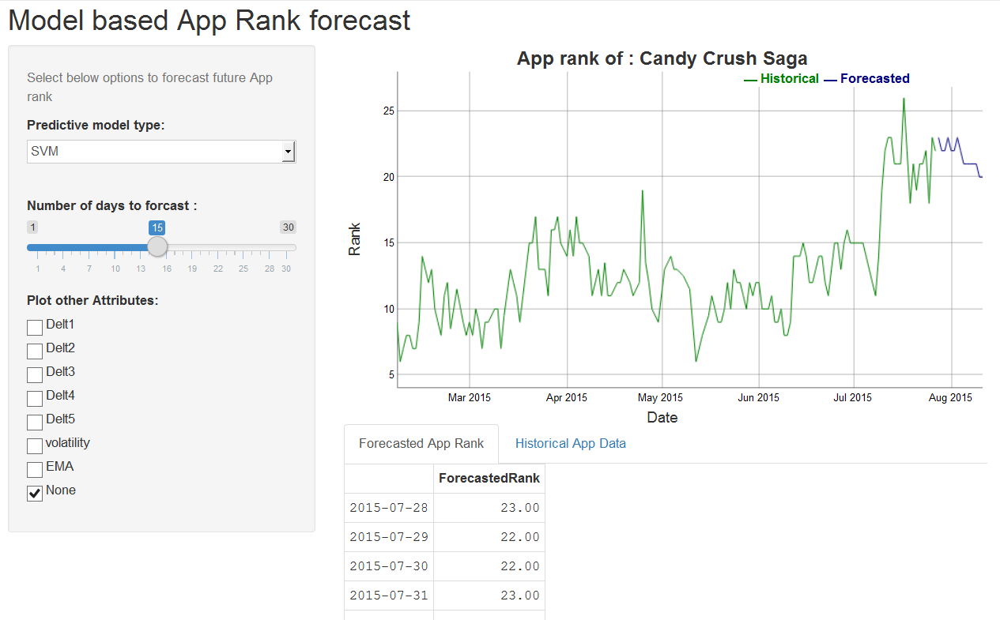 Model based App Rank forecast
Select below options to forecast future App
rank
Predictive model type:
SVM
Number of days to forcast :
1 15 30
1 4 7 10 13 16 19 22 25 28 30
Plot other Attributes:
Delt1
Delt2
Delt3
Delt4
Delt5
volatility
EMA
None
App rank of : Candy Crush Saga
Historical Forecasted
Rank
25
20
15
10
5
Mar 2015 Apr 2015 May 2015 Jun 2015 Jul 2015 Aug 2015
Date
Forecasted App Rank Historical App Data
ForecastedRank
2015-07-28 23.00
2015-07-29 22.00
2015-07-30 22.00
2015-07-31 23.00